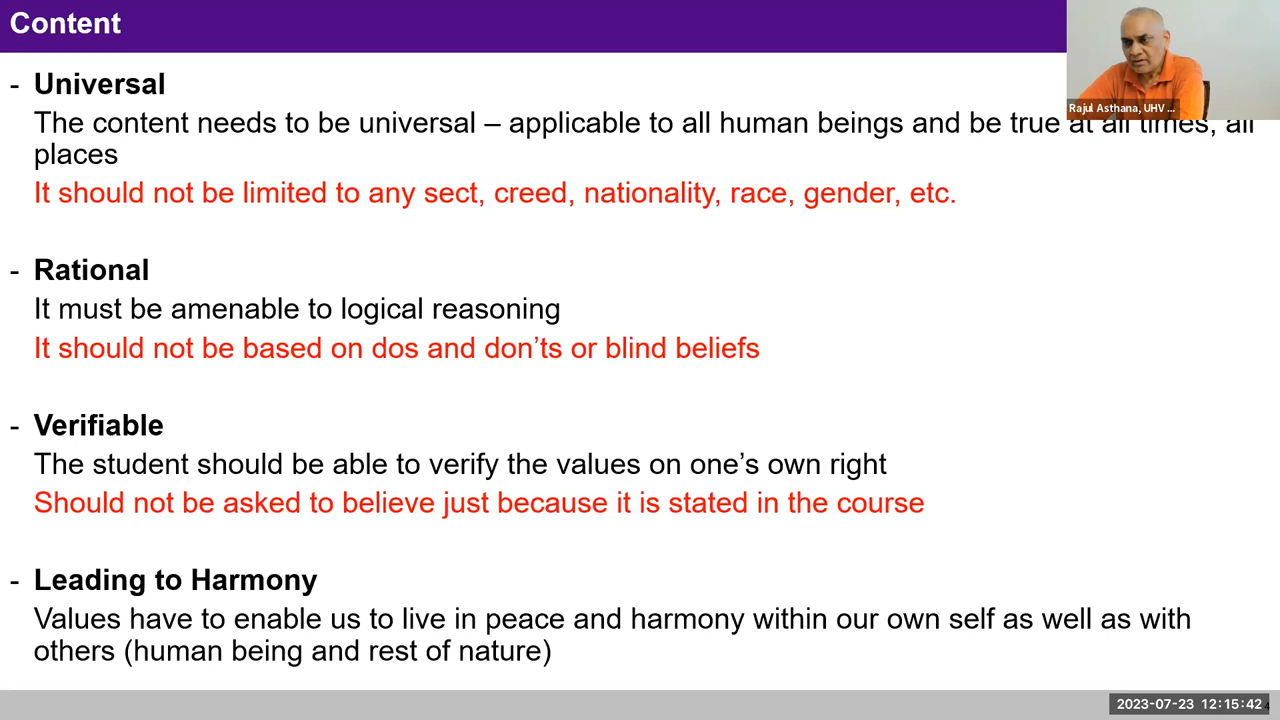 Content
- Universal
The content needs to be universal – applicable to all human beings and be true at all times, all
places
It should not be limited to any sect, creed, nationality, race, gender, etc.
- Rational
It must be amenable to logical reasoning
It should not be based on dos and don’ts or blind beliefs
- Verifiable
The student should be able to verify the values on one’s own right
Should not be asked to believe just because it is stated in the course
- Leading to Harmony
Values have to enable us to live in peace and harmony within our own self as well as with
others (human being and rest of nature)
Rajul Asthana, UHV ...
2023-07-23 12:15:42